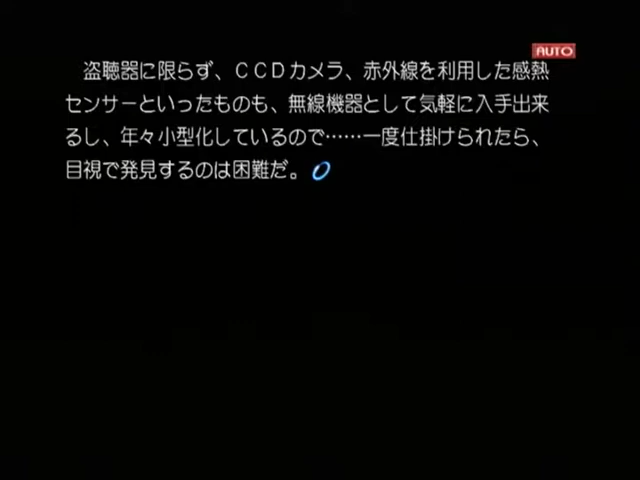 AUTO
盗聴器に限らず、ＣＣＤカメラ、赤外線を利用した感熱
センサーといったものも、無線機器として気軽に入手出来
るし、年々小型化しているので……一度仕掛けられたら、
目視で発見するのは困難だ。